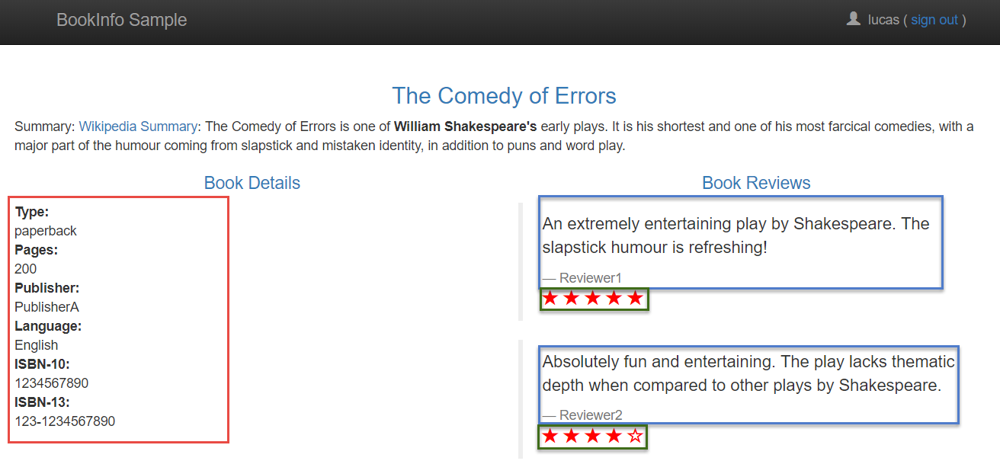 BookInfo Sample
lucas ( sign out )
The Comedy of Errors
Summary: Wikipedia Summary: The Comedy of Errors is one of William Shakespeare's early plays. It is his shortest and one of his most farcical comedies, with a
major part of the humour coming from slapstick and mistaken identity, in addition to puns and word play.
Book Details
Type:
paperback
Pages:
200
Publisher:
PublisherA
Language:
English
ISBN-10:
1234567890
ISBN-13:
123-1234567890
Book Reviews
An extremely entertaining play by Shakespeare. The
slapstick humour is refreshing!
— Reviewer1
Absolutely fun and entertaining. The play lacks thematic
depth when compared to other plays by Shakespeare.
— Reviewer2